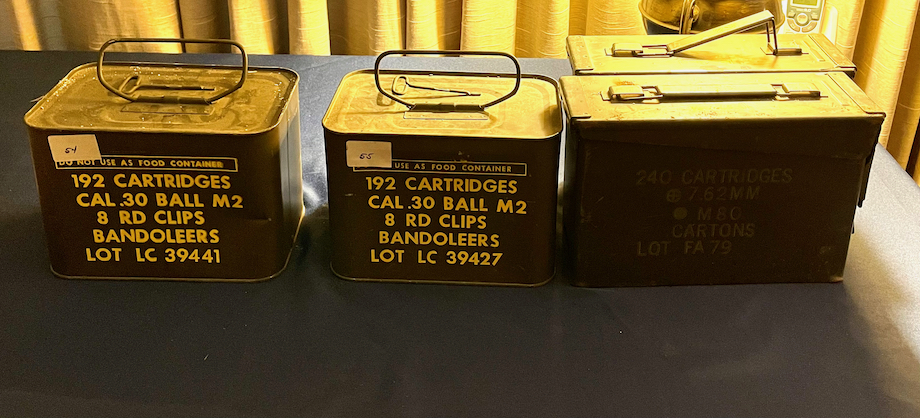 54
DO NOT USE AS FOOD CONTAINER
192 CARTRIDGES
CAL .30 BALL M2
8 RD CLIPS
BANDOLEERS
LOT LC 39441
55
USE AS FOOD CONTAINER
192 CARTRIDGES
CAL .30 BALL M2
8 RD CLIPS
BANDOLEERS
LOT LC 39427
240 CARTRIDGES
7.62MM
M80
CARTONS
LOT FA 79